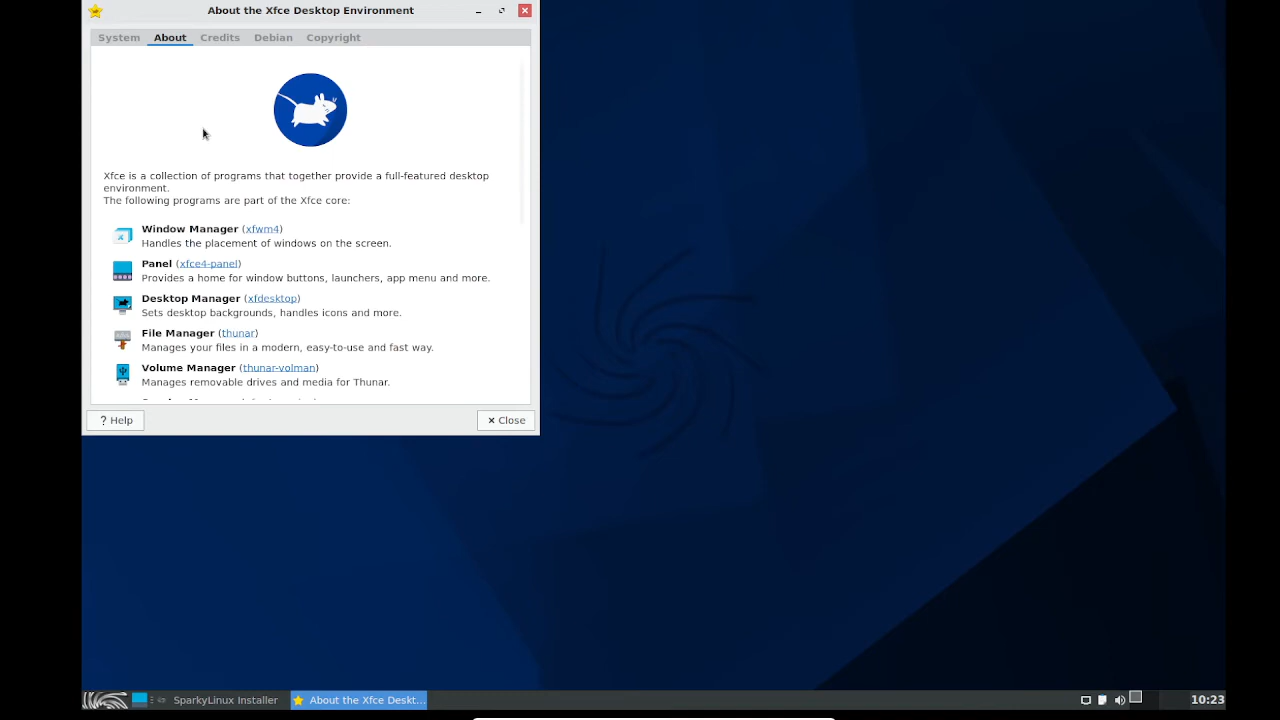 About the Xfce Desktop Environment
System About Credits Debian Copyright
Xfce is a collection of programs that together provide a full-featured desktop
environment.
The following programs are part of the Xfce core:
Window Manager (xfwm4)
Handles the placement of windows on the screen.
Panel (xfce4-panel)
Provides a home for window buttons, launchers, app menu and more.
Desktop Manager (xfdesktop)
Sets desktop backgrounds, handles icons and more.
File Manager (thunar)
Manages your files in a modern, easy-to-use and fast way.
Volume Manager (thunar-volman)
Manages removable drives and media for Thunar.
? Help
Close
SparkyLinux Installer
About the Xfce Deskt...
10:23